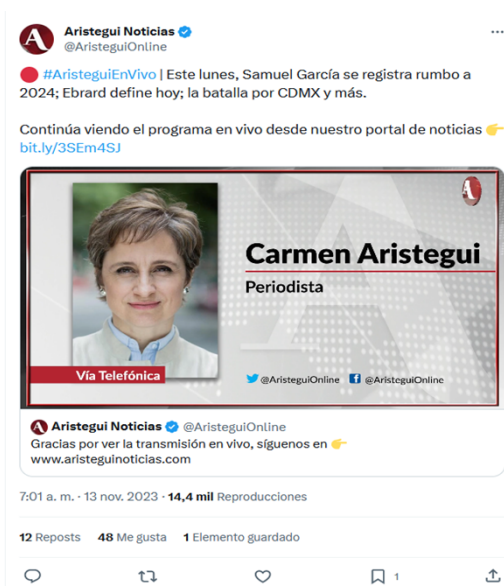 Aristegui Noticias
@AristeguiOnline
#AristeguiEnVivo | Este lunes, Samuel García se registra rumbo a
2024; Ebrard define hoy; la batalla por CDMX y más.
Continúa viendo el programa en vivo desde nuestro portal de noticias 👉
bit.ly/3SEm4SJ
Carmen Aristegui
Periodista
Vía Telefónica
@AristeguiOnline @AristeguiOnline
Aristegui Noticias @AristeguiOnline
Gracias por ver la transmisión en vivo, síguenos en 👉
www.aristeguinoticias.com
7:01 a. m. · 13 nov. 2023 · 14,4 mil Reproducciones
12 Reposts 48 Me gusta 1 Elemento guardado
1